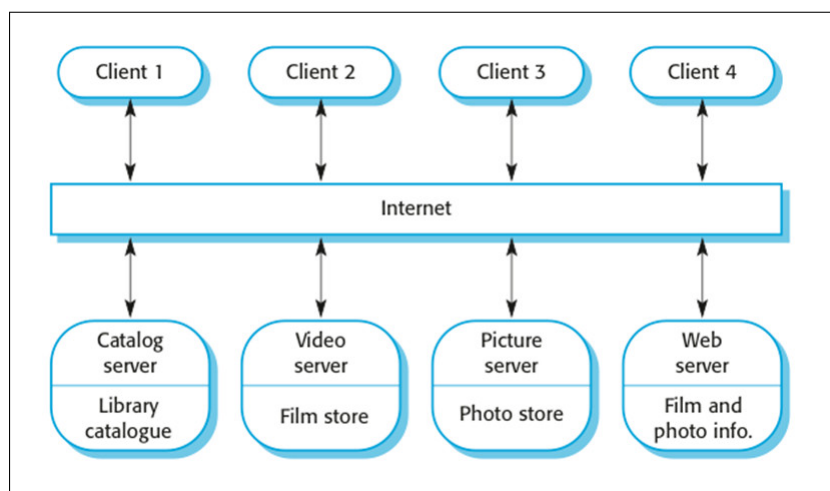 Client 1
Client 2
Client 3
Client 4
Internet
Catalog
server
Library
catalogue
Video
server
Film store
Picture
server
Photo store
Web
server
Film and
photo info.